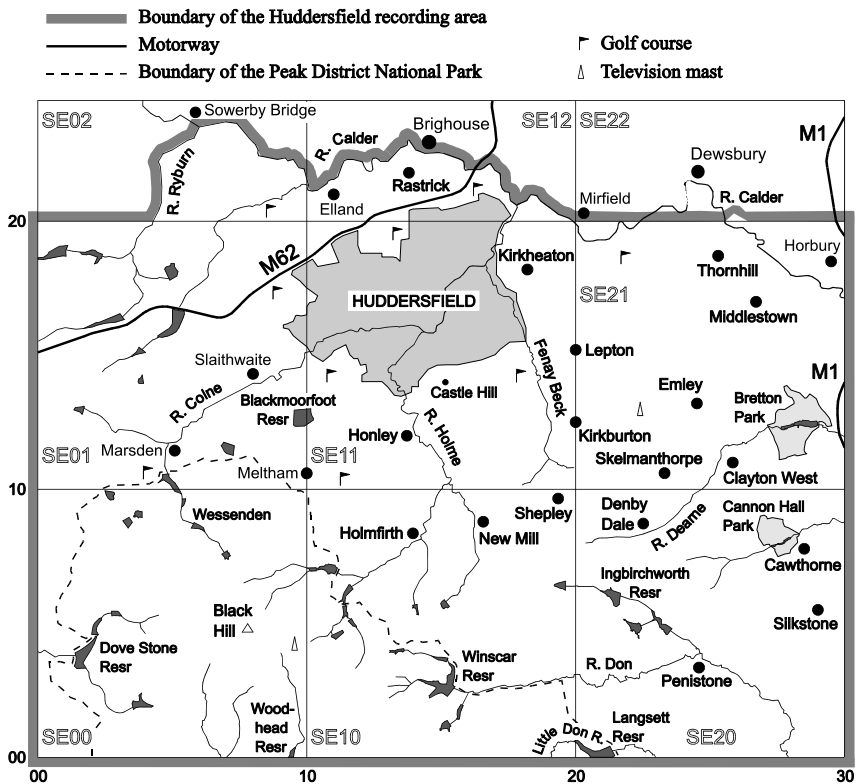 Boundary of the Huddersfield recording area
Motorway
Golf course
Boundary of the Peak District National Park
Television mast
SE02
Sowerby Bridge
R. Calder
Brighouse
SE12
SE22
M1
R. Ryburn
Rastrick
Elland
Dewsbury
Mirfield
R. Calder
20
Horbury
M62
Kirkheaton
Thornhill
HUDDERSFIELD
SE21
Middlestown
Slaithwaite
Lepton
Fenay Beck
M1
R. Colne
Blackmoorfoot
Resr
Castle Hill
Emley
Bretton
Park
R. Holme
Honley
Kirkburton
Marsden
SE01
SE11
Meltham
Skelmanthorpe
Clayton West
10
Wessenden
Shepley
Denby
Dale
R. Dearne
Cannon Hall
Park
Holmfirth
New Mill
Cawthorne
Ingbirchworth
Resr
Black
Hill
Silkstone
Dove Stone
Resr
Winscar
Resr
R. Don
Penistone
Wood-
head
Resr
Langsett
Resr
Little Don R.
SE00
SE10
SE20
00
00
10
20
30